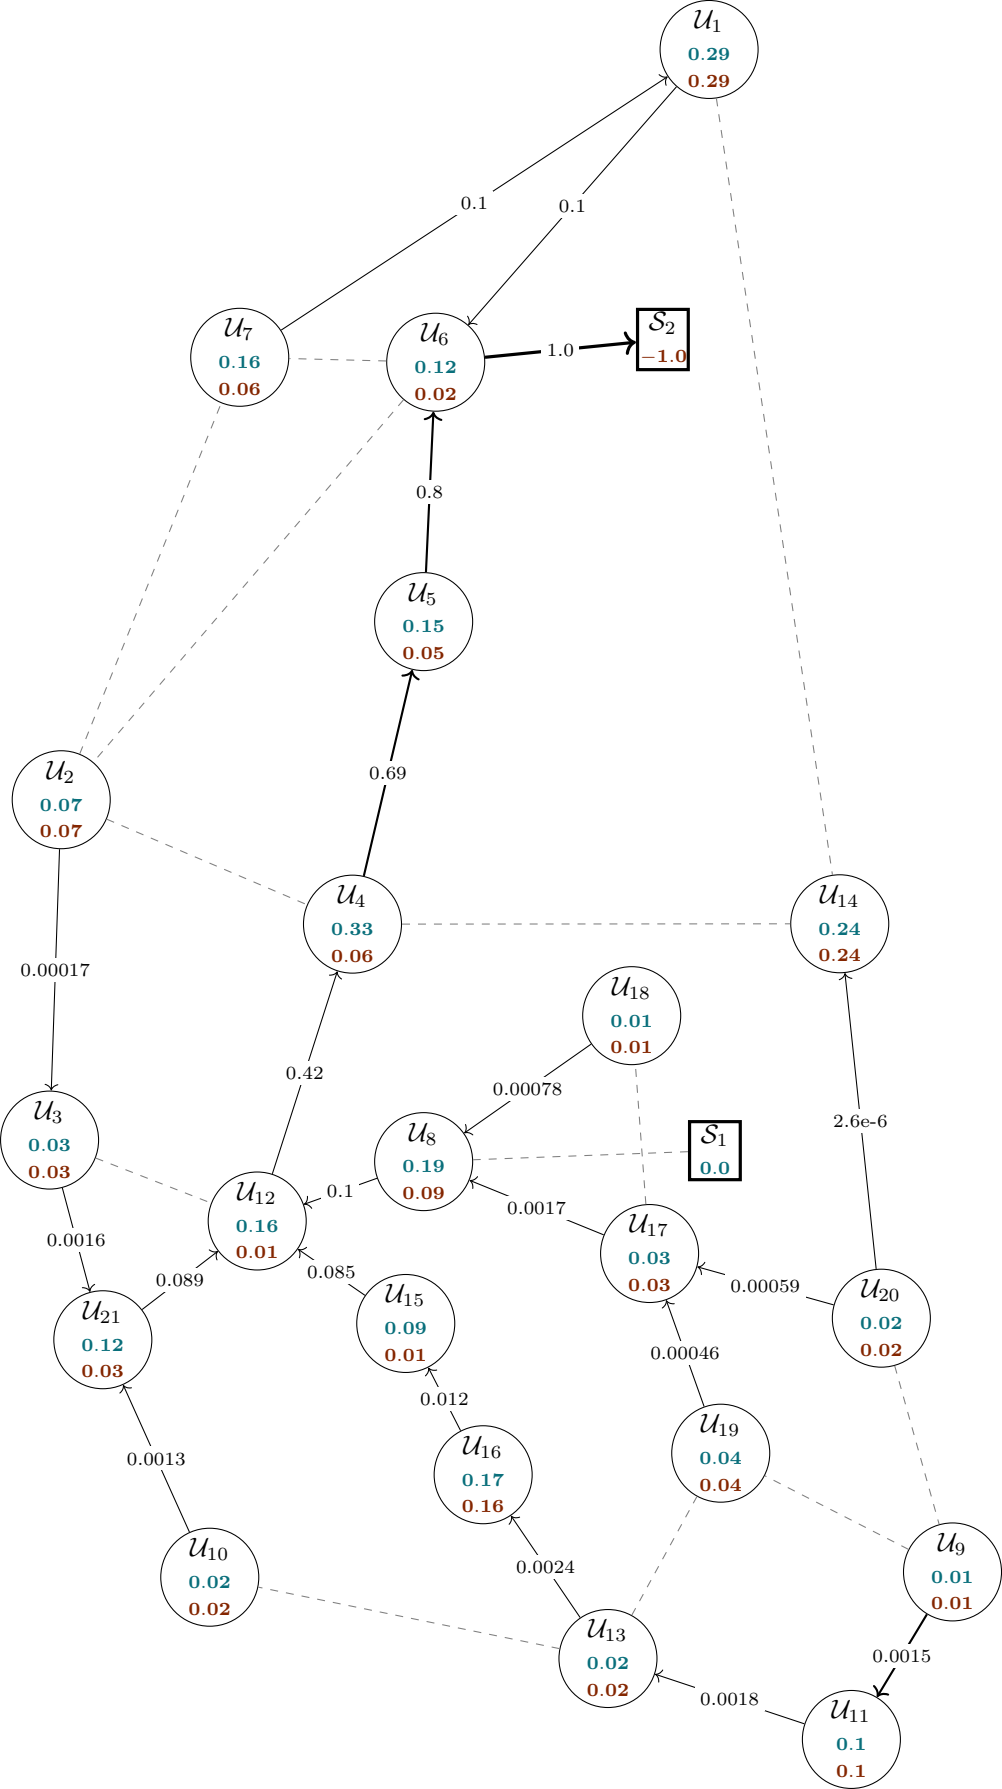 𝒰₁
0.29
0.29
0.1
0.1
𝒰₇
0.16
0.06
𝒰₆
0.12
0.02
1.0
𝒮₂
−1.0
0.8
𝒰₅
0.15
0.05
0.69
𝒰₂
0.07
0.07
𝒰₄
0.33
0.06
𝒰₁₄
0.24
0.24
0.00017
𝒰₁₈
0.01
0.01
0.42
0.00078
2.6e-6
𝒰₃
0.03
0.03
𝒰₈
0.19
0.09
𝒮₁
0.0
𝒰₁₂
0.16
0.01
0.1
0.0017
𝒰₁₇
0.03
0.03
0.0016
0.089
0.085
0.00059
𝒰₂₀
0.02
0.02
𝒰₂₁
0.12
0.03
𝒰₁₅
0.09
0.01
0.00046
0.012
𝒰₁₉
0.04
0.04
0.0013
𝒰₁₆
0.17
0.16
𝒰₁₀
0.02
0.02
0.0024
𝒰₉
0.01
0.01
𝒰₁₃
0.02
0.02
0.0015
0.0018
𝒰₁₁
0.1
0.1